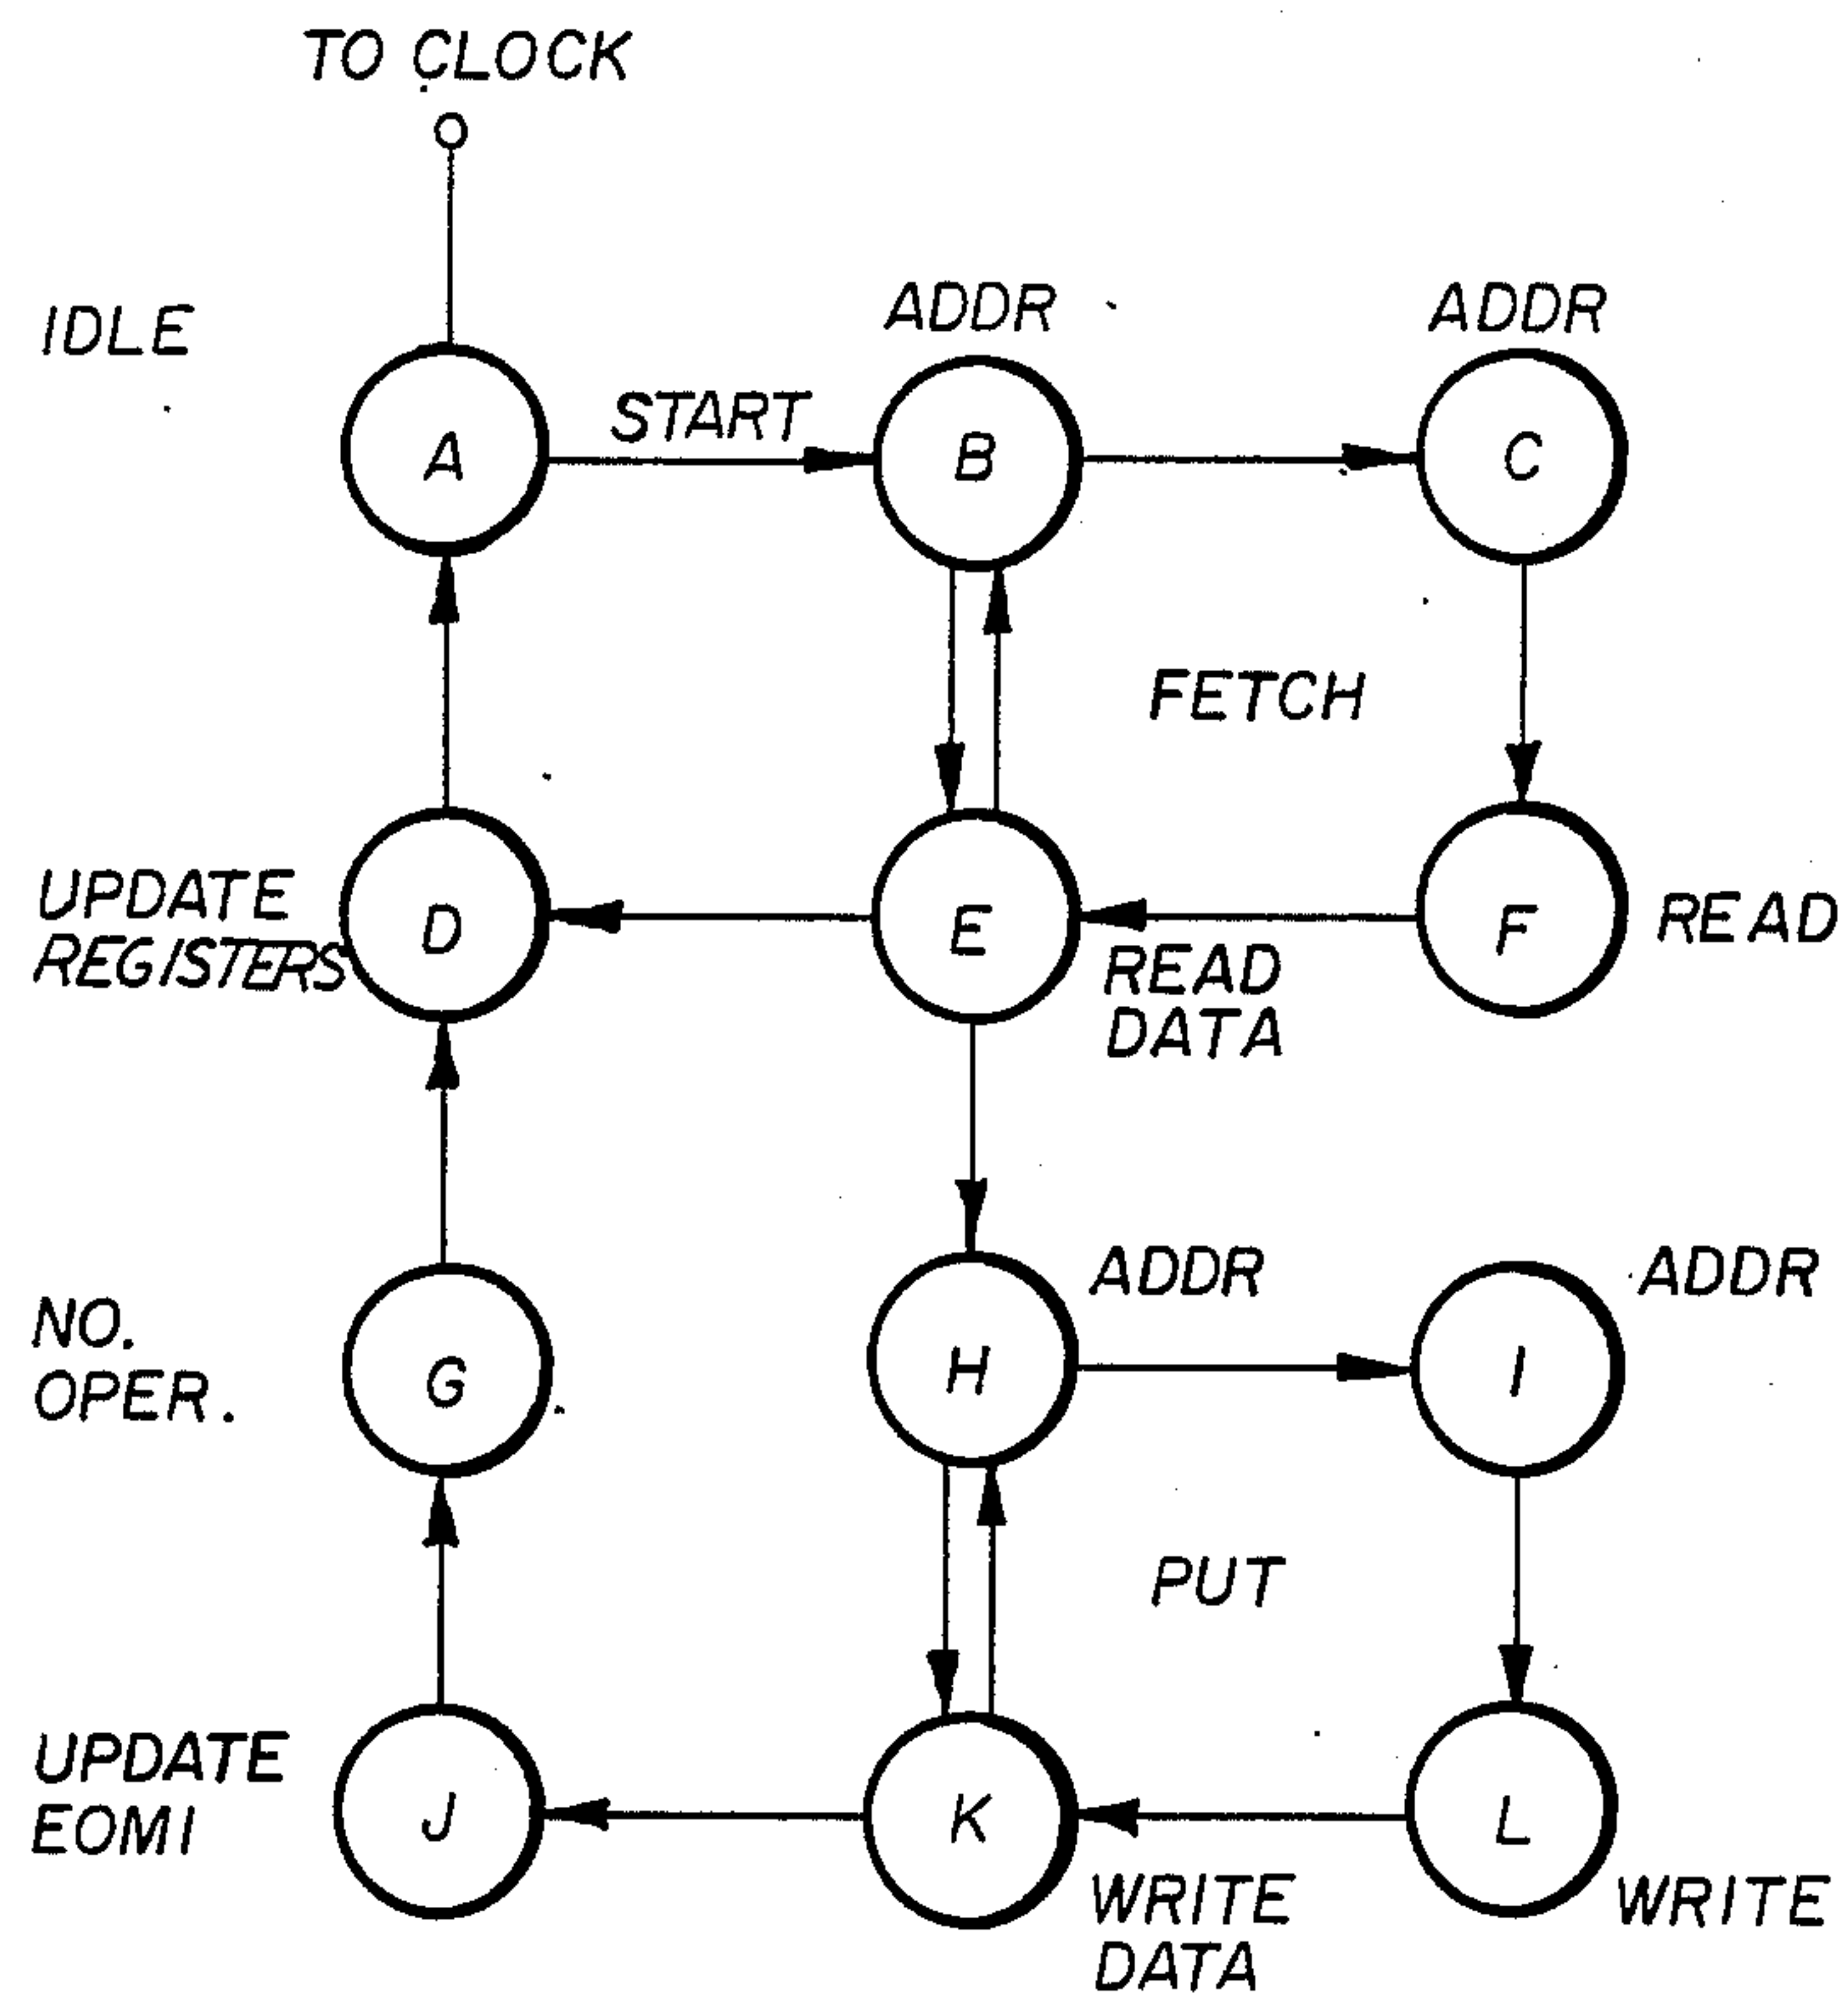 TO CLOCK
IDLE
ADDR
ADDR
A
START
B
C
FETCH
UPDATE
REGISTERS
D
E
READ
DATA
F
READ
NO.
OPER.
G
H
ADDR
I
ADDR
PUT
UPDATE
EOMI
J
K
WRITE
DATA
L
WRITE